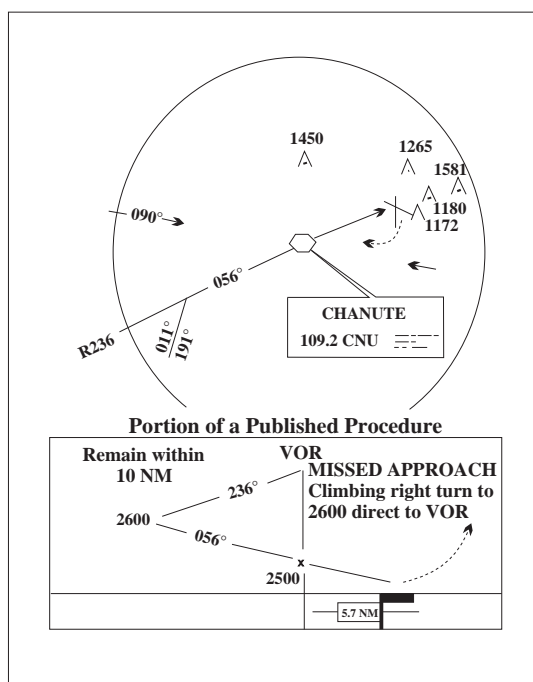 1450
1265
1581
1180
1172
090°
056°
R236
011°
191°
CHANUTE
109.2 CNU
Portion of a Published Procedure
Remain within
10 NM
VOR
MISSED APPROACH
Climbing right turn to
2600 direct to VOR
236°
2600
056°
2500
x
5.7 NM